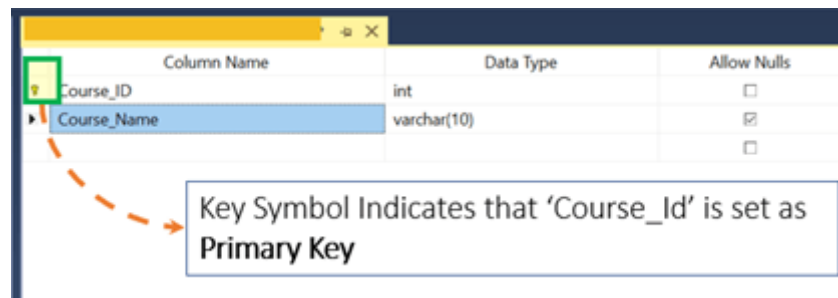 Column Name Data Type Allow Nulls
Course_ID int
Course_Name varchar(10)
Key Symbol Indicates that ‘Course_Id’ is set as
Primary Key